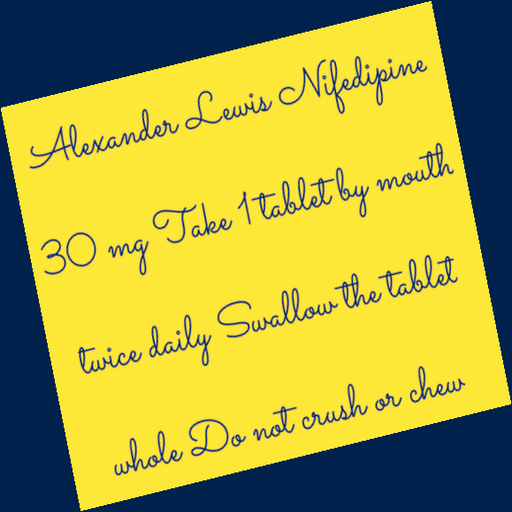 Alexander Lewis Nifedipine
30 mg Take 1 tablet by mouth
twice daily Swallow the tablet
whole Do not crush or chew